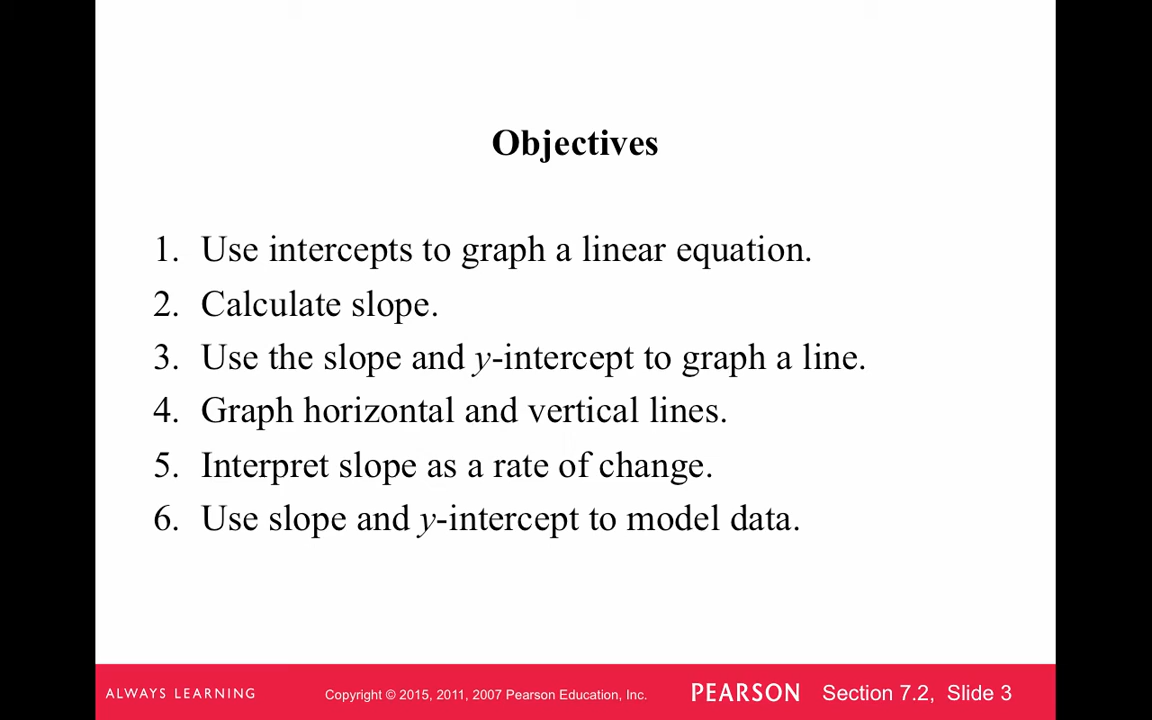 Objectives
1. Use intercepts to graph a linear equation.
2. Calculate slope.
3. Use the slope and y-intercept to graph a line.
4. Graph horizontal and vertical lines.
5. Interpret slope as a rate of change.
6. Use slope and y-intercept to model data.
ALWAYS LEARNING Copyright © 2015, 2011, 2007 Pearson Education, Inc. PEARSON Section 7.2, Slide 3